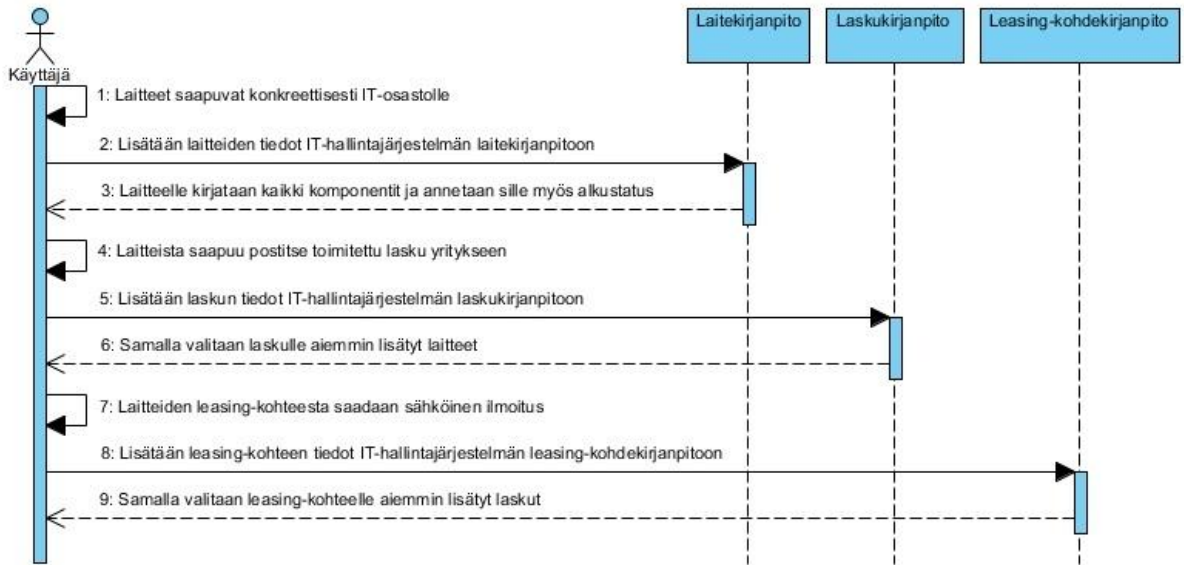 Laitekirjanpito
Laskukirjanpito
Leasing-kohdekirjanpito
Käyttäjä
1: Laitteet saapuvat konkreettisesti IT-osastolle
2: Lisätään laitteiden tiedot IT-hallintajärjestelmän laitekirjanpitoon
3: Laitteelle kirjataan kaikki komponentit ja annetaan sille myös alkustatus
4: Laitteista saapuu postitse toimitettu lasku yritykseen
5: Lisätään laskun tiedot IT-hallintajärjestelmän laskukirjanpitoon
6: Samalla valitaan laskulle aiemmin lisätyt laitteet
7: Laitteiden leasing-kohteesta saadaan sähköinen ilmoitus
8: Lisätään leasing-kohteen tiedot IT-hallintajärjestelmän leasing-kohdekirjanpitoon
9: Samalla valitaan leasing-kohteelle aiemmin lisätyt laskut